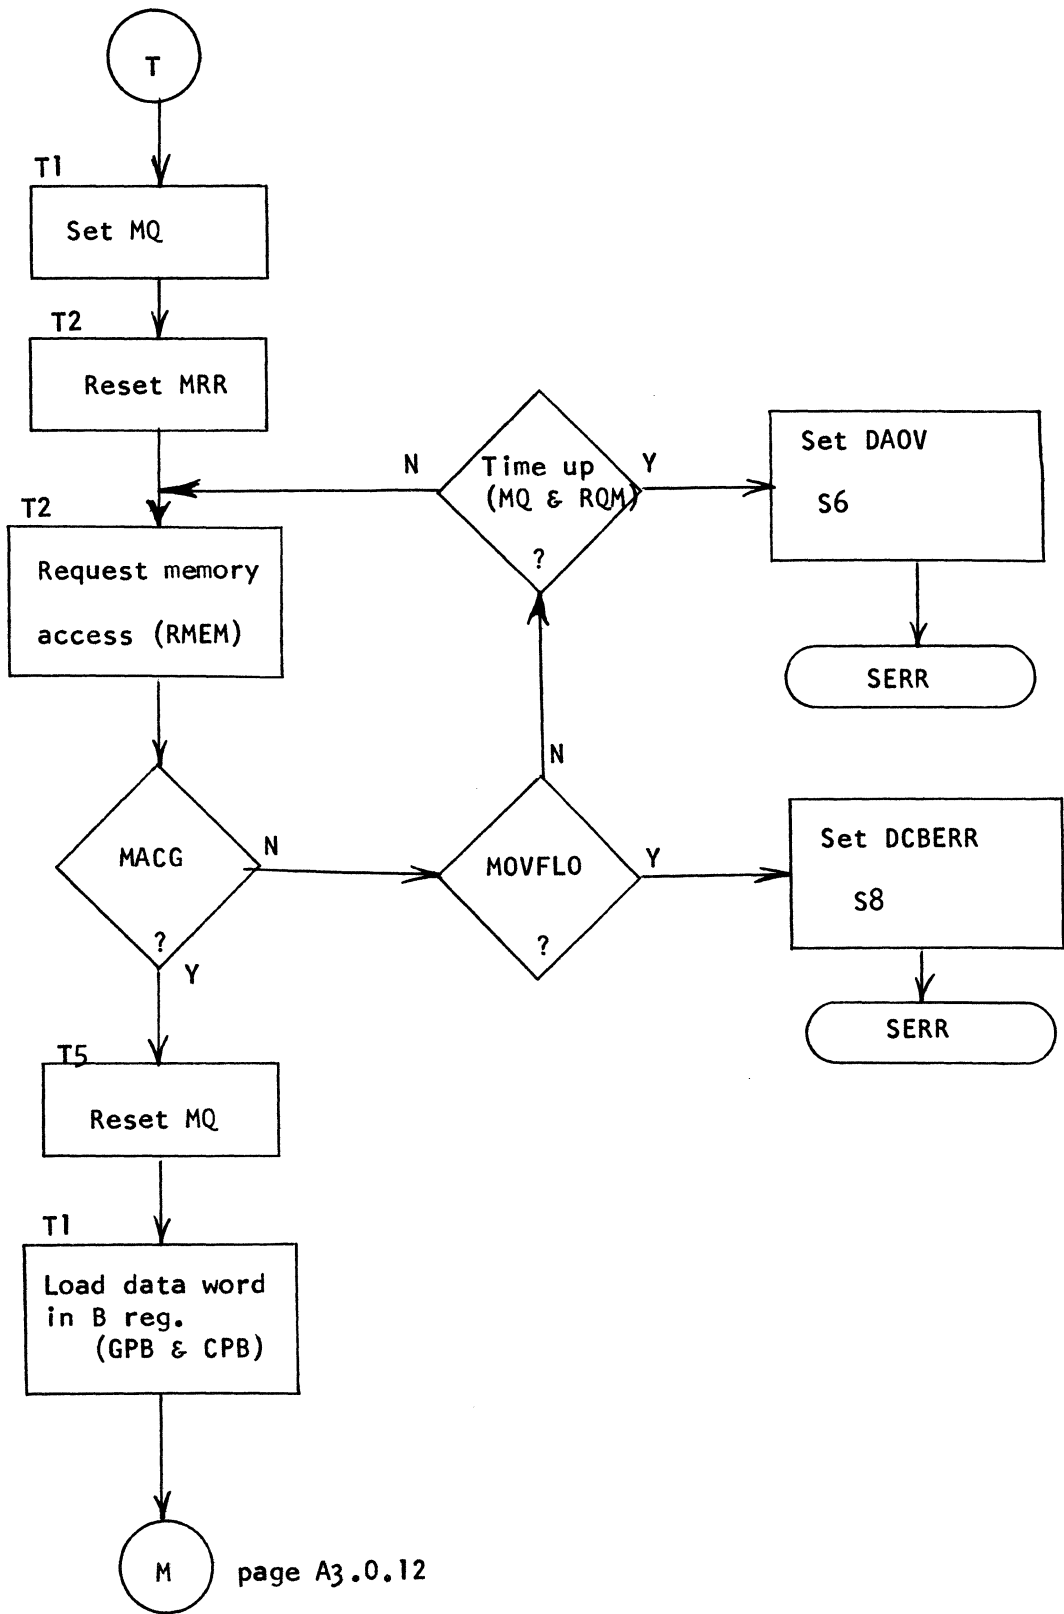 T
T1
Set MQ
T2
Reset MRR
T2
Request memory
access (RMEM)
N
Time up
(MQ & RQM)
?
Y
Set DAOV
S6
SERR
N
MACG
?
N
Y
MOVFLO
?
Y
Set DCBERR
S8
SERR
T5
Reset MQ
T1
Load data word
in B reg.
(GPB & CPB)
M
page A3.0.12